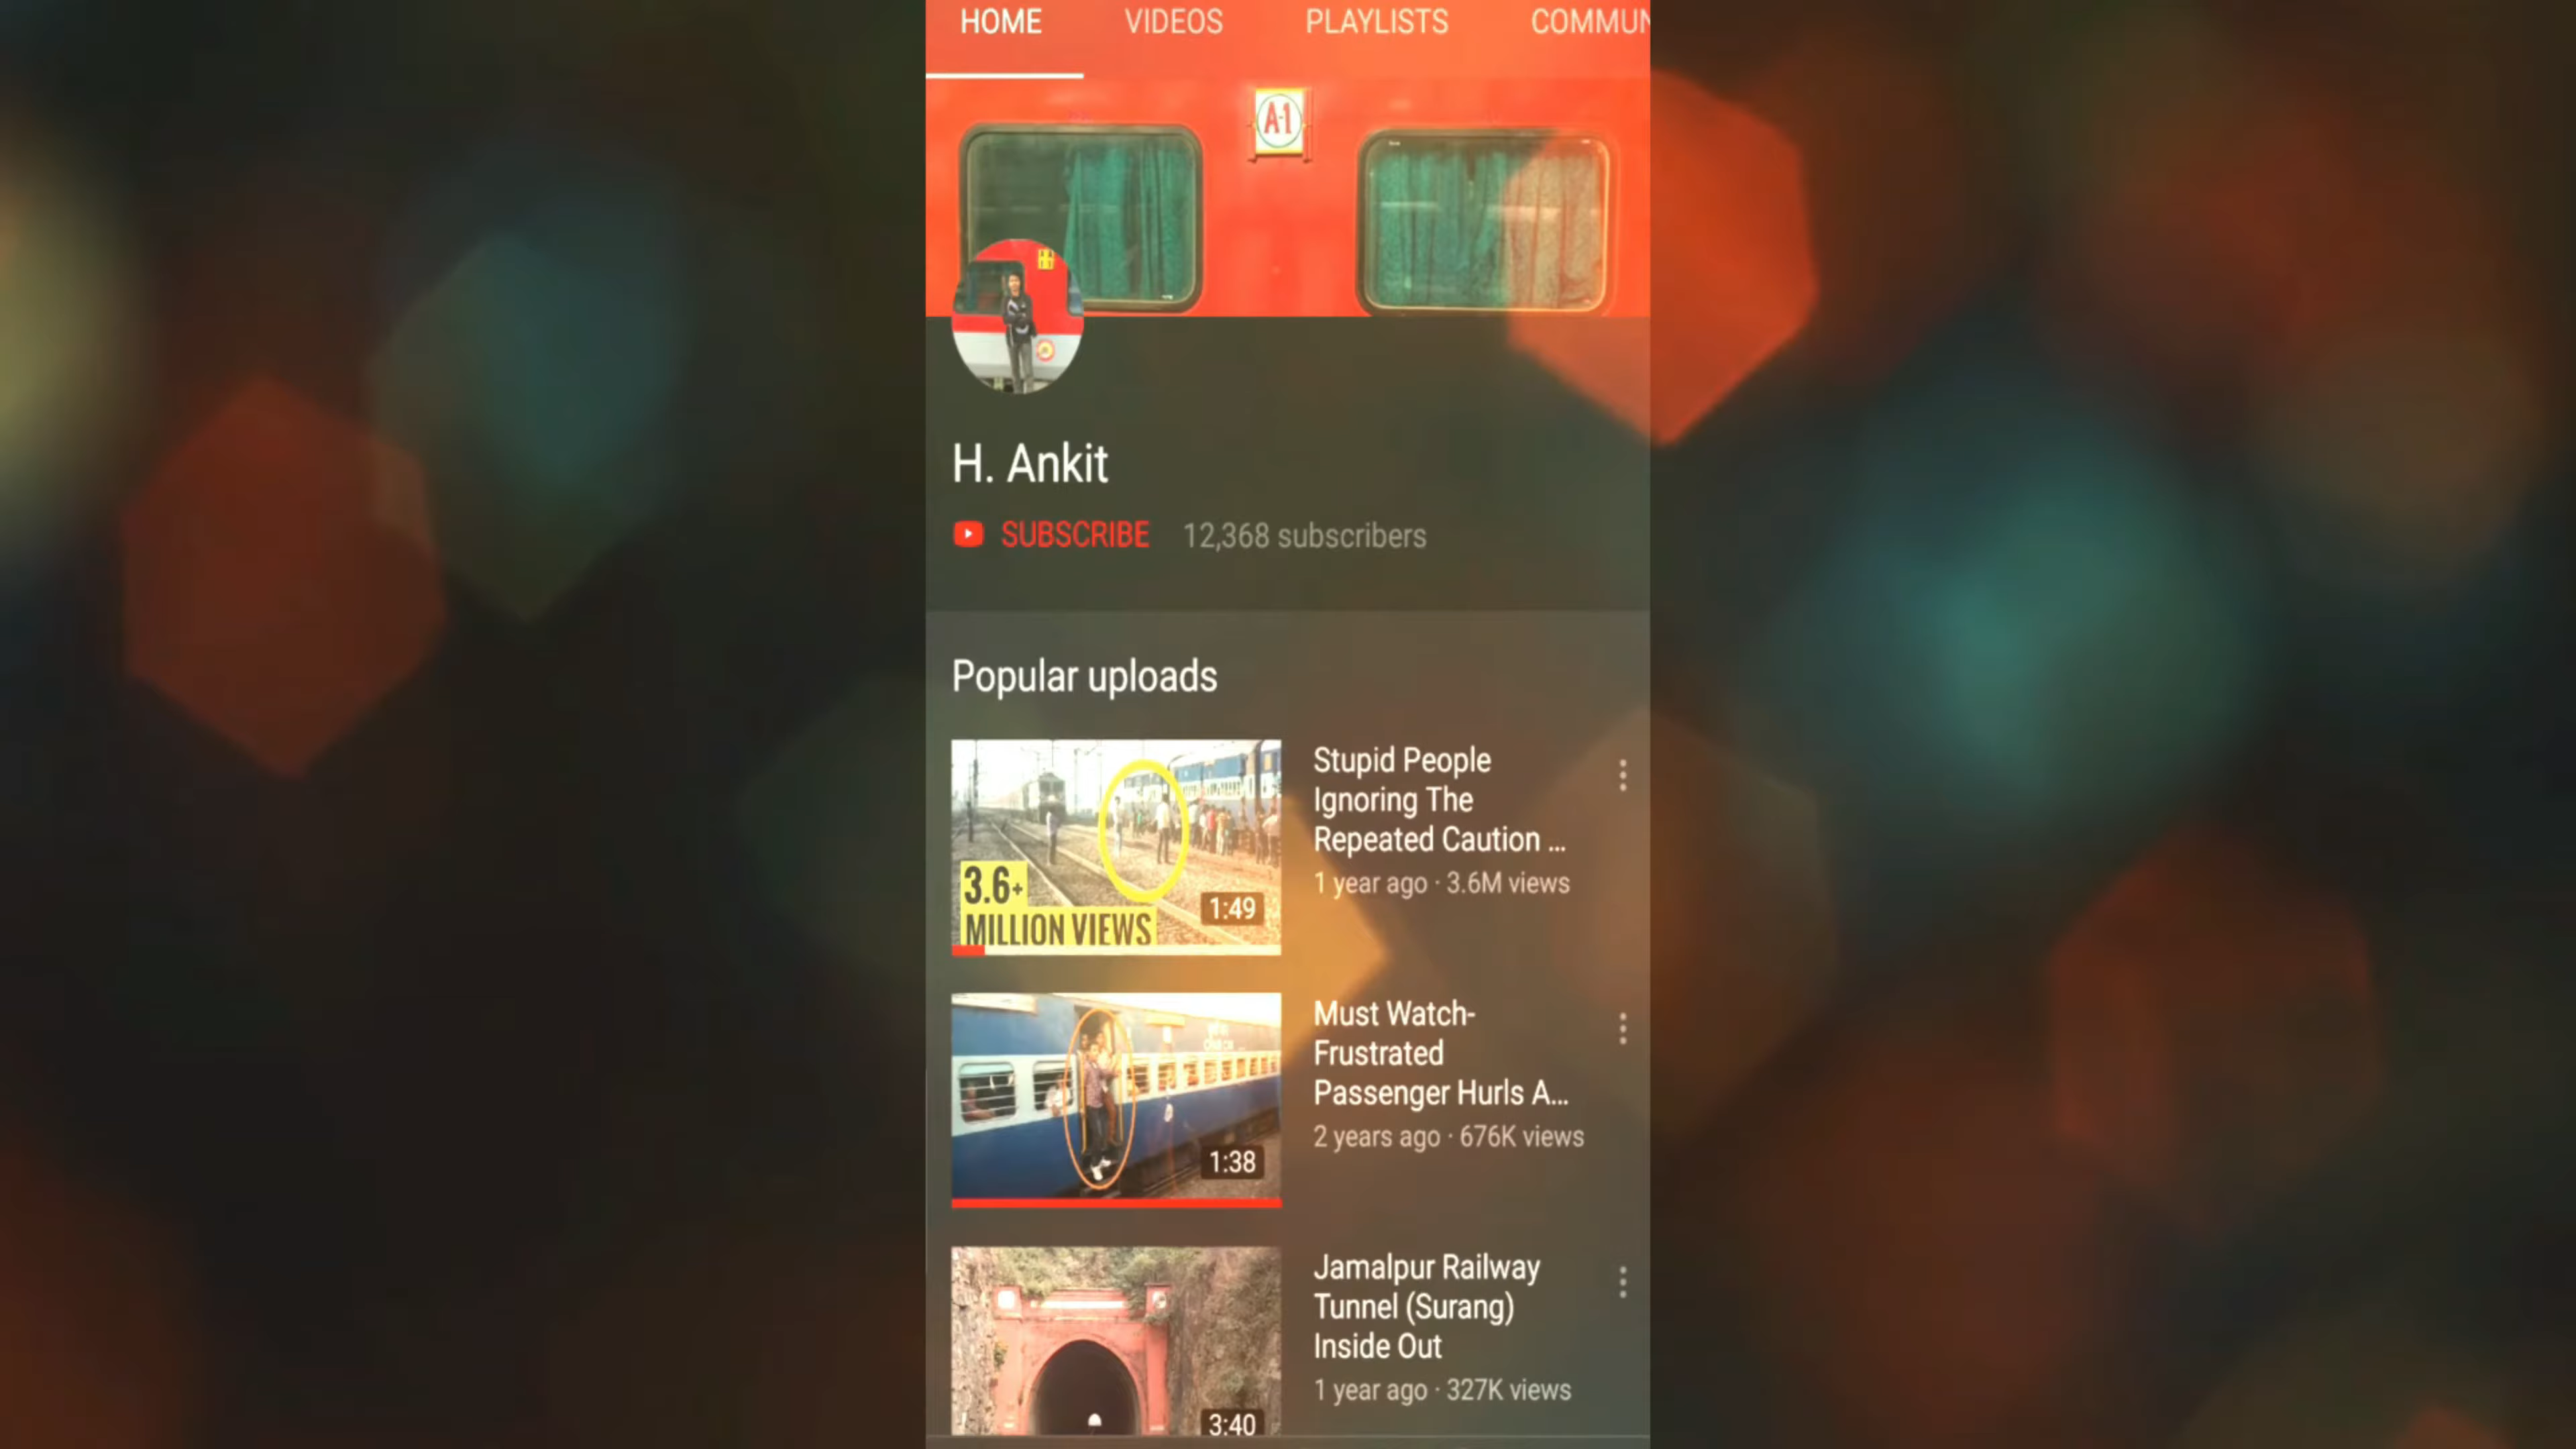 HOME VIDEOS PLAYLISTS COMMUN
A-1
H. Ankit
SUBSCRIBE 12,368 subscribers
Popular uploads
3.6+
MILLION VIEWS
1:49
Stupid People
Ignoring The
Repeated Caution ...
1 year ago · 3.6M views
1:38
Must Watch-
Frustrated
Passenger Hurls A...
2 years ago · 676K views
3:40
Jamalpur Railway
Tunnel (Surang)
Inside Out
1 year ago · 327K views